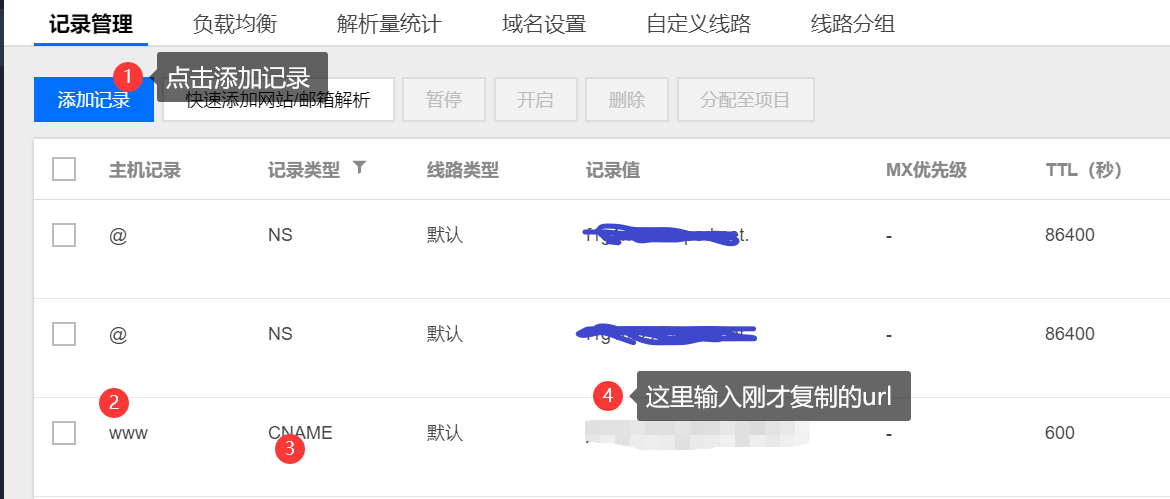 记录管理 负载均衡 解析量统计 域名设置 自定义线路 线路分组
1 点击添加记录
添加记录 快速添加网站/邮箱解析 暂停 开启 删除 分配至项目
主机记录 记录类型 线路类型 记录值 MX优先级 TTL（秒）
@ NS 默认 - 86400
@ NS 默认 - 86400
2 4 这里输入刚才复制的url
www CNAME 默认 - 600
3